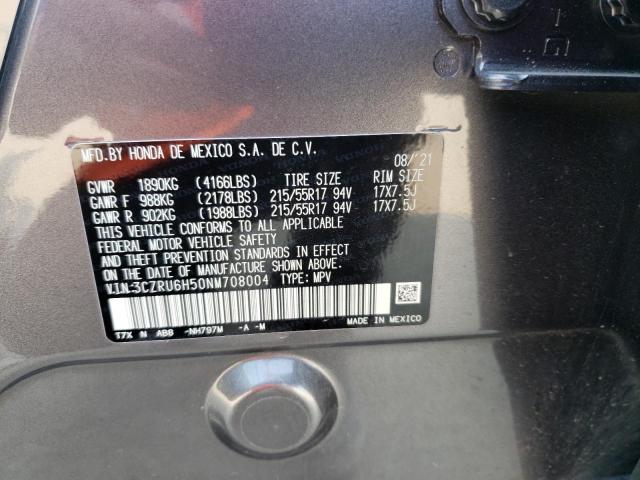 MFD.BY HONDA DE MEXICO S.A. DE C.V. 08/'21
GVWR 1890KG (4166LBS) TIRE SIZE RIM SIZE
GAWR F 988KG (2178LBS) 215/55R17 94V 17X7.5J
GAWR R 902KG (1988LBS) 215/55R17 94V 17X7.5J
THIS VEHICLE CONFORMS TO ALL APPLICABLE
FEDERAL MOTOR VEHICLE SAFETY
AND THEFT PREVENTION STANDARDS IN EFFECT
ON THE DATE OF MANUFACTURE SHOWN ABOVE.
V.I.N:3CZRU6H50NM708004 TYPE: MPV
T7X N ABB -NH797M -A -M MADE IN MEXICO